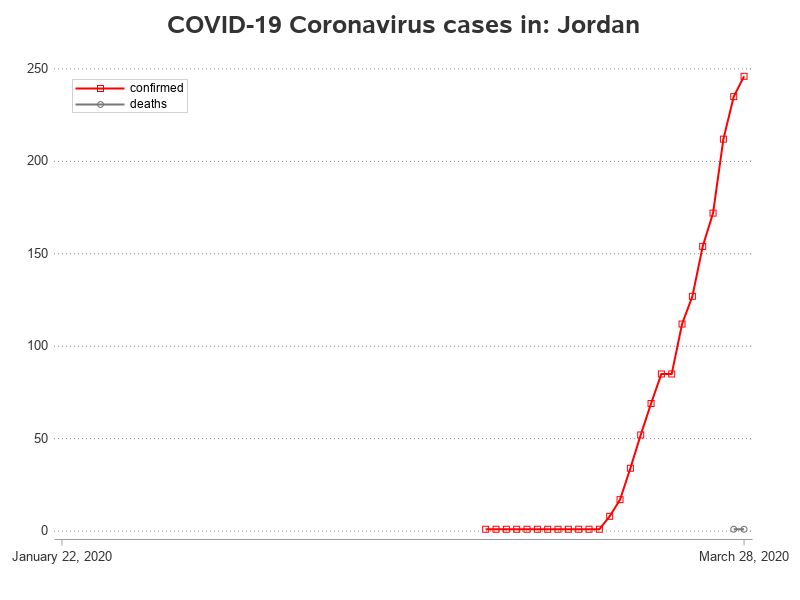 COVID-19 Coronavirus cases in: Jordan
250
confirmed
deaths
200
150
100
50
0
January 22, 2020
March 28, 2020